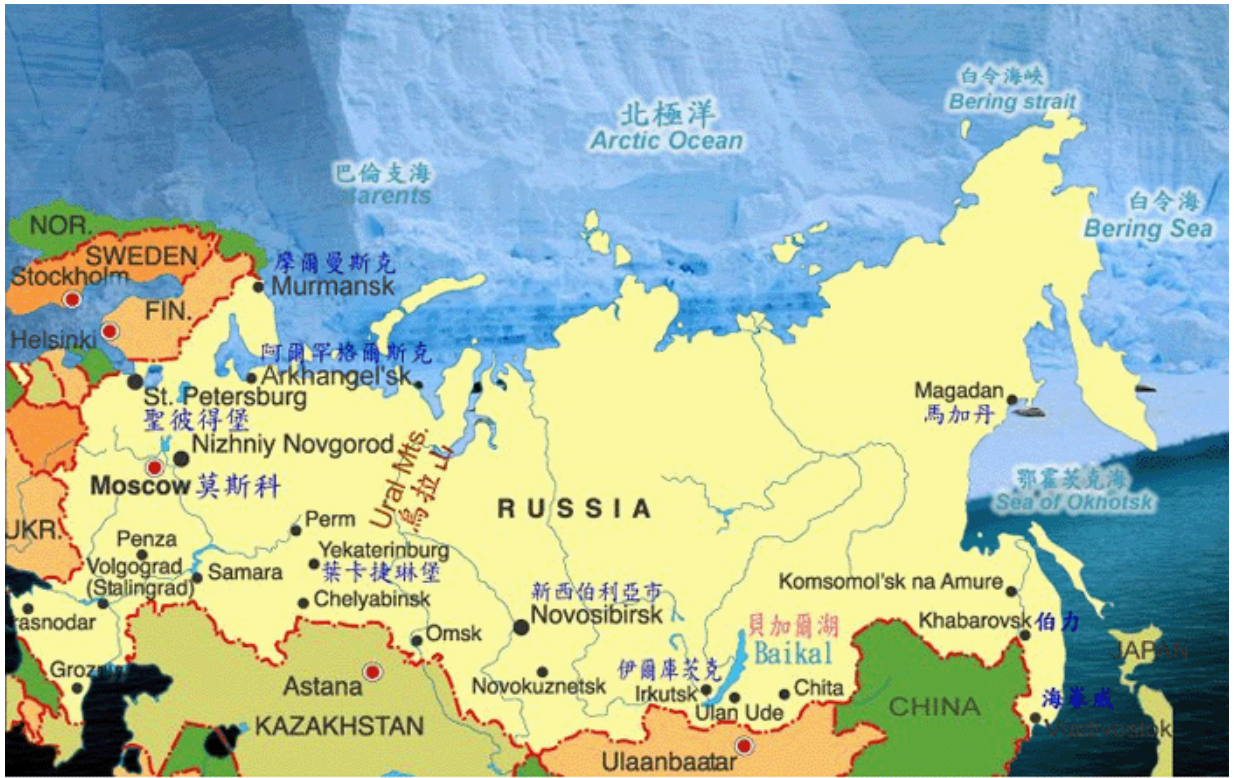 白令海峽
Bering strait
北極洋
Arctic Ocean
巴倫支海
Barents
白令海
Bering Sea
NOR.
SWEDEN
Stockholm
摩爾曼斯克
Murmansk
FIN.
Helsinki
阿爾罕格爾斯克
Arkhangel'sk
St. Petersburg
聖彼得堡
Magadan
馬加丹
Nizhniy Novgorod
Moscow 莫斯科
Ural Mts.
烏拉山
RUSSIA
鄂霍茨克海
Sea of Okhotsk
UKR.
Perm
Penza
Yekaterinburg
葉卡捷琳堡
Volgograd
(Stalingrad)
Samara
Chelyabinsk
新西伯利亞市
Novosibirsk
Komsomol'sk na Amure
Khabarovsk 伯力
rasnodar
Omsk
貝加爾湖
Baikal
JAPAN
Grozn
Astana
Novokuznetsk
伊爾庫茨克
Irkutsk
Ulan Ude
Chita
CHINA
海參崴
KAZAKHSTAN
Ulaanbaatar